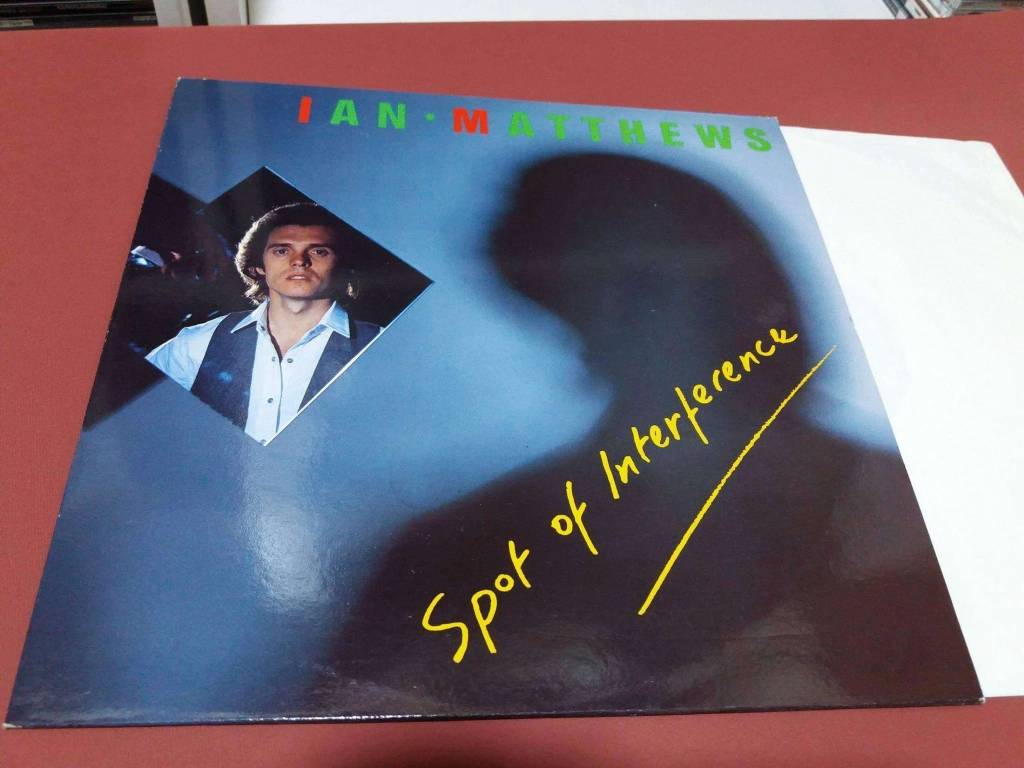 IAN · MATTHEWS
Spot of Interference